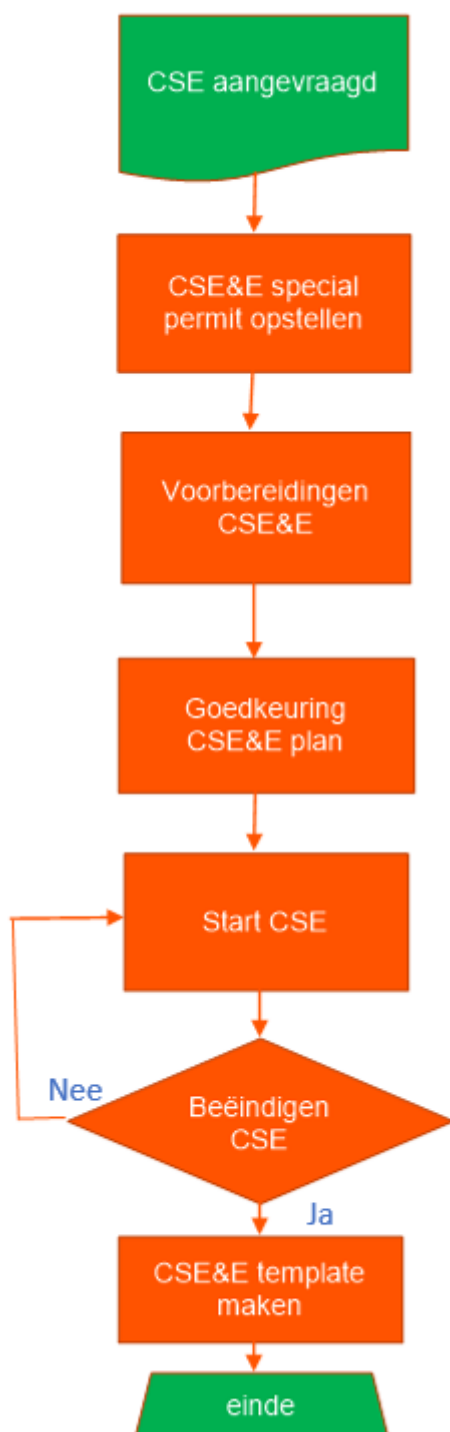 CSE aangevraagd
CSE&E special
permit opstellen
Voorbereidingen
CSE&E
Goedkeuring
CSE&E plan
Start CSE
Nee
Beëindigen
CSE
Ja
CSE&E template
maken
einde